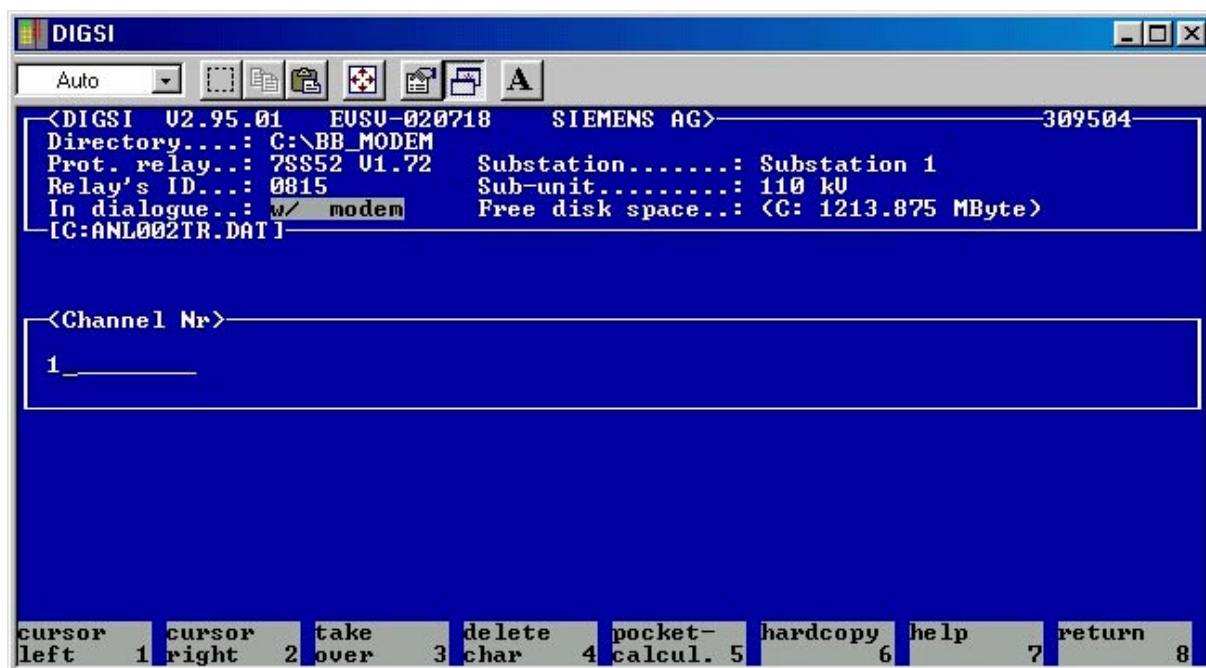 DIGSI
Auto A
<DIGSI V2.95.01 EVSV-020718 SIEMENS AG> 309504
Directory....: C:\BB_MODEM
Prot. relay..: 7SS52 V1.72 Substation.......: Substation 1
Relay's ID...: 0815 Sub-unit.........: 110 kV
In dialogue..: w/ modem Free disk space..: (C: 1213.875 MByte)
[C:ANL002TR.DAT]
<Channel Nr>
1_________
cursor cursor take delete pocket- hardcopy help return
left 1 right 2 over 3 char 4 calcul. 5 6 7 8